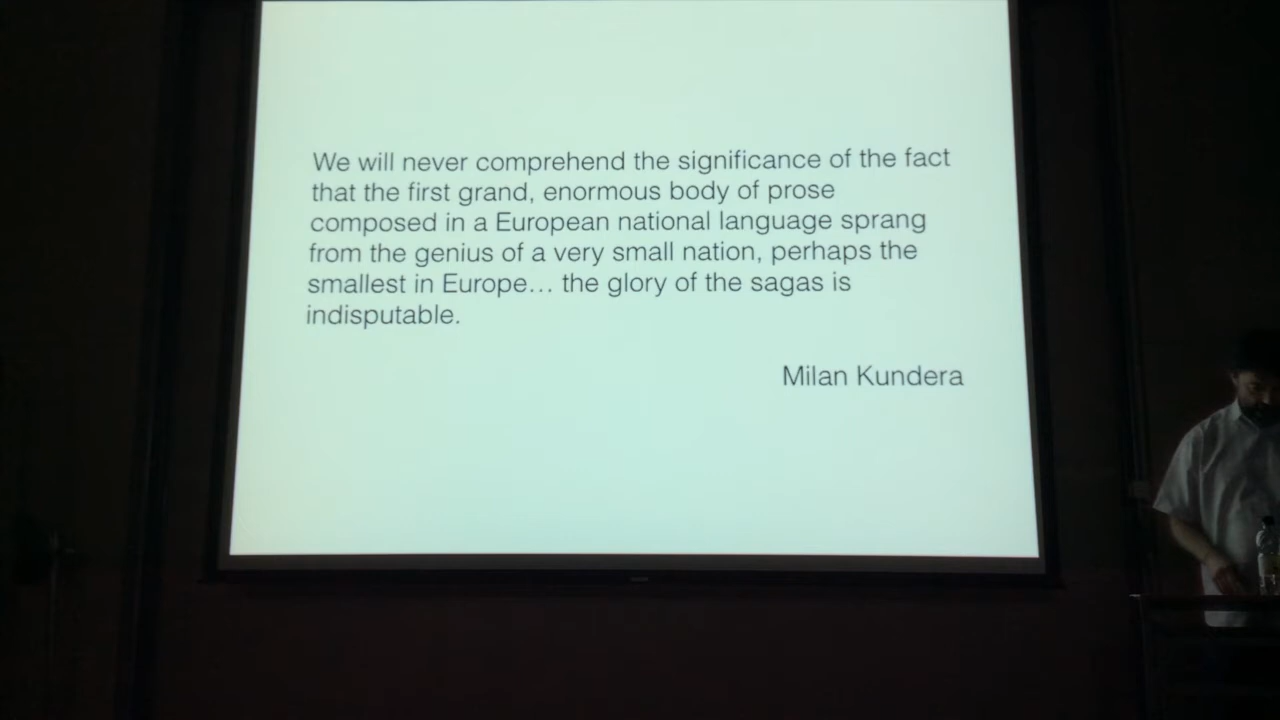 We will never comprehend the significance of the fact
that the first grand, enormous body of prose
composed in a European national language sprang
from the genius of a very small nation, perhaps the
smallest in Europe... the glory of the sagas is
indisputable.
Milan Kundera